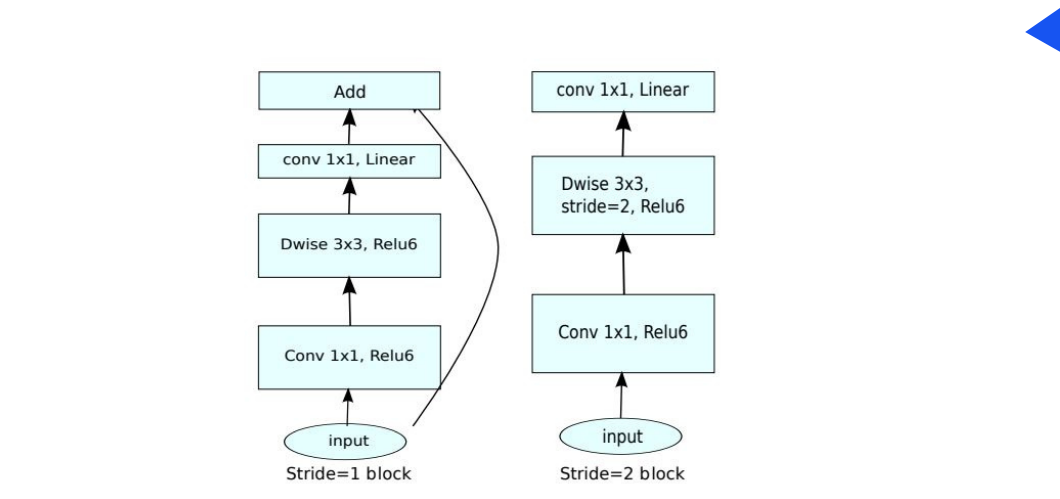 Add
conv 1x1, Linear
Dwise 3x3, Relu6
Conv 1x1, Relu6
input
Stride=1 block
conv 1x1, Linear
Dwise 3x3,
stride=2, Relu6
Conv 1x1, Relu6
input
Stride=2 block